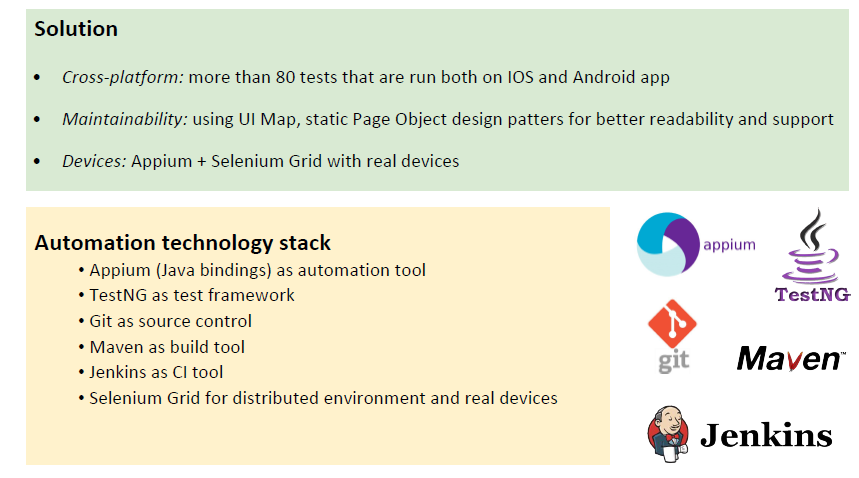 Solution
• Cross-platform: more than 80 tests that are run both on IOS and Android app
• Maintainability: using UI Map, static Page Object design patters for better readability and support
• Devices: Appium + Selenium Grid with real devices
Automation technology stack
• Appium (Java bindings) as automation tool
• TestNG as test framework
• Git as source control
• Maven as build tool
• Jenkins as CI tool
• Selenium Grid for distributed environment and real devices
appium
TestNG
git
Maven™
Jenkins